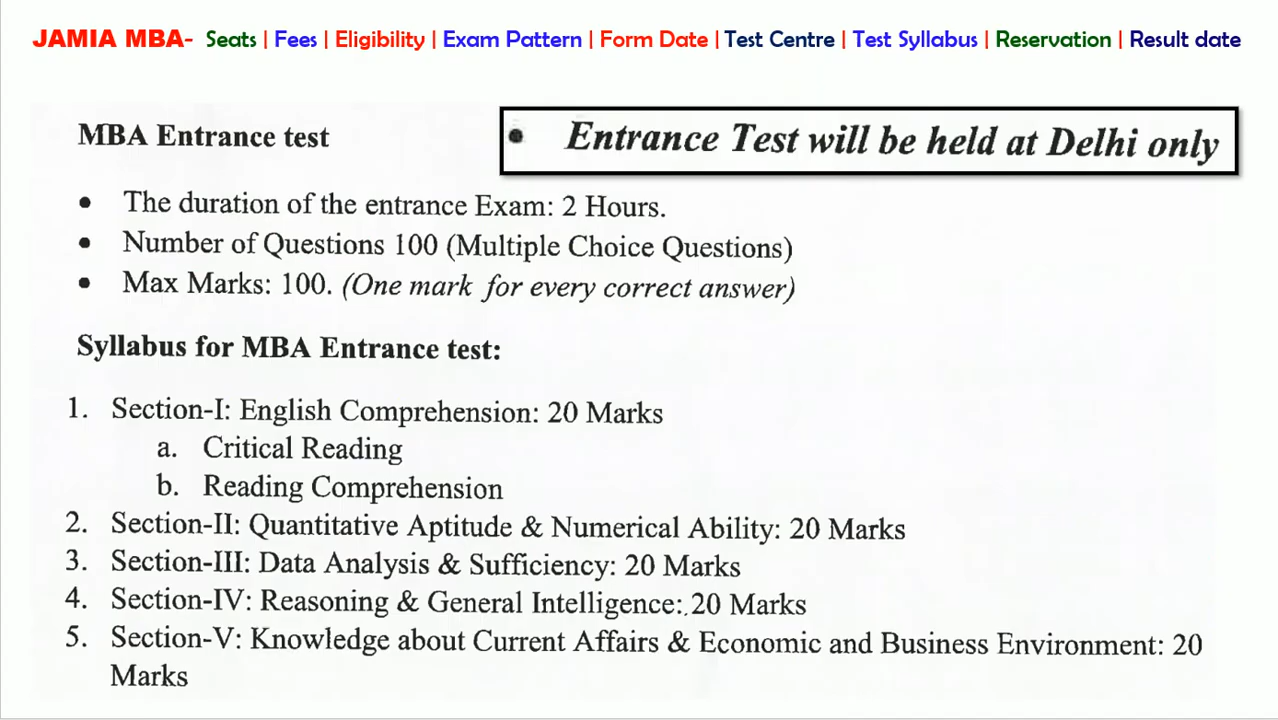 JAMIA MBA- Seats | Fees | Eligibility | Exam Pattern | Form Date | Test Centre | Test Syllabus | Reservation | Result date
MBA Entrance test
• Entrance Test will be held at Delhi only
• The duration of the entrance Exam: 2 Hours.
• Number of Questions 100 (Multiple Choice Questions)
• Max Marks: 100. (One mark for every correct answer)
Syllabus for MBA Entrance test:
1. Section-I: English Comprehension: 20 Marks
a. Critical Reading
b. Reading Comprehension
2. Section-II: Quantitative Aptitude & Numerical Ability: 20 Marks
3. Section-III: Data Analysis & Sufficiency: 20 Marks
4. Section-IV: Reasoning & General Intelligence: 20 Marks
5. Section-V: Knowledge about Current Affairs & Economic and Business Environment: 20
Marks